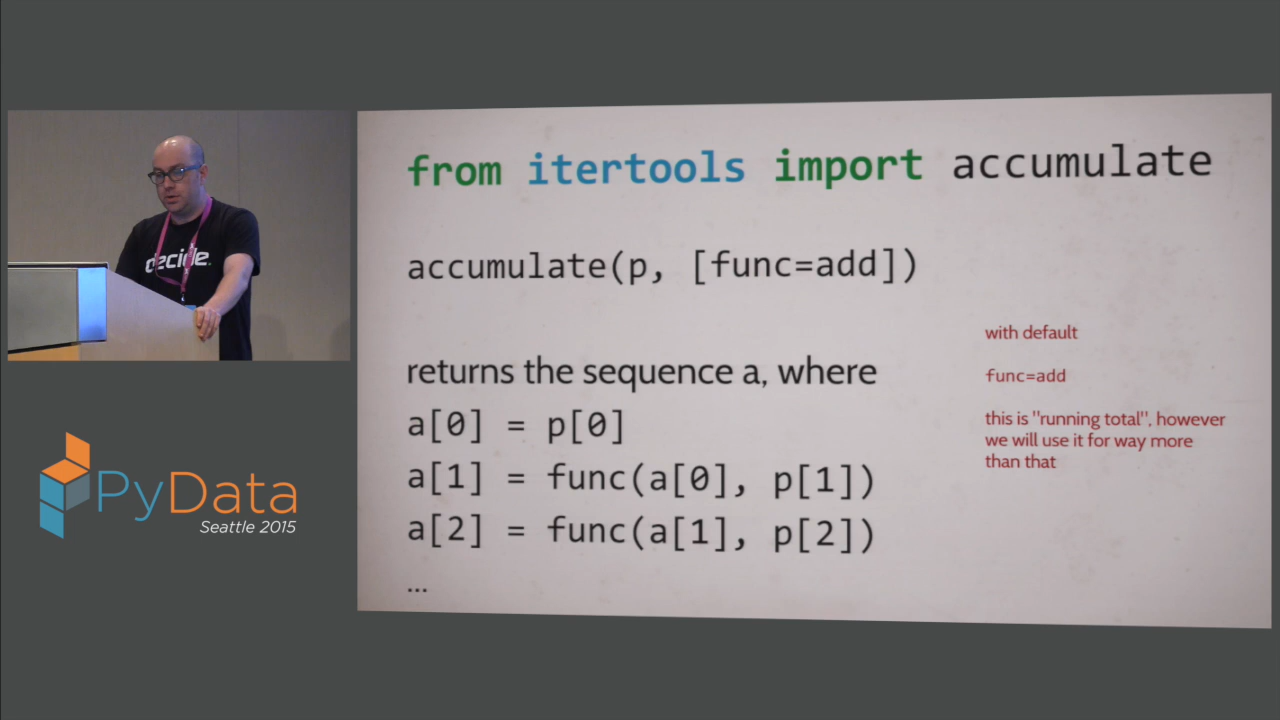 from itertools import accumulate
accumulate(p, [func=add])
returns the sequence a, where
a[0] = p[0]
a[1] = func(a[0], p[1])
a[2] = func(a[1], p[2])
...
with default
func=add
this is "running total", however
we will use it for way more
than that
decide.
PyData
Seattle 2015